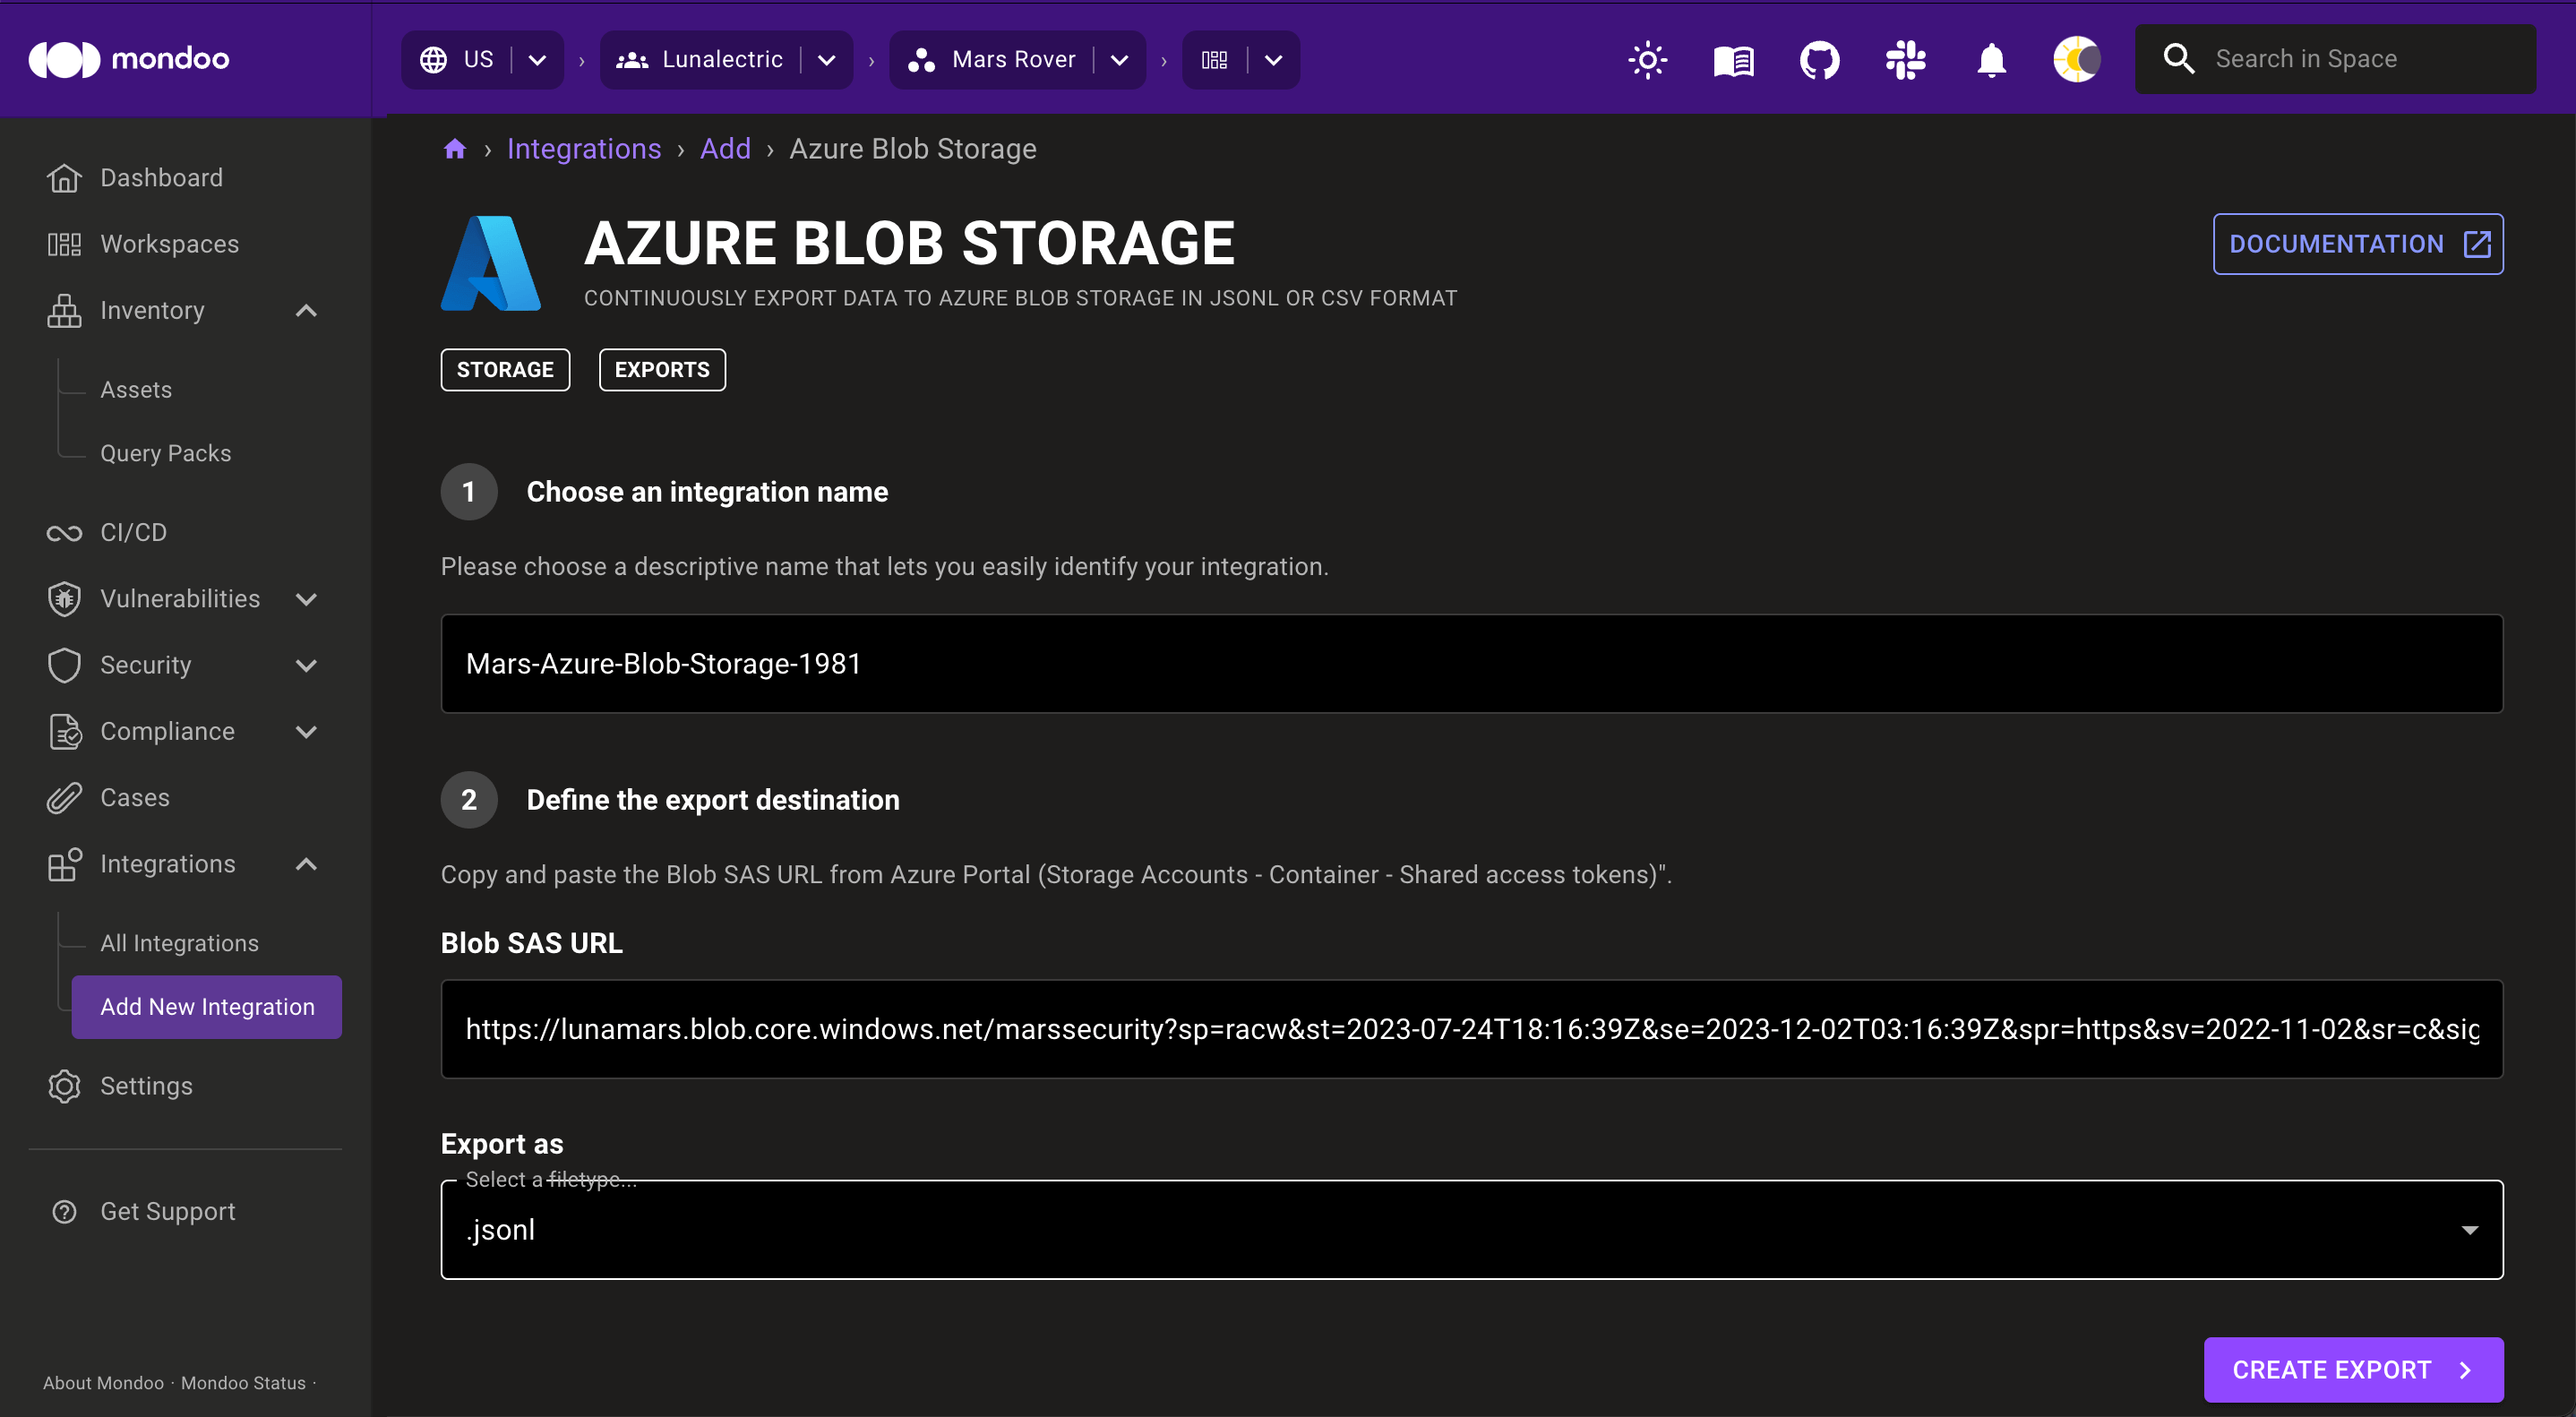 mondoo
US
Lunalectric
Mars Rover
Search in Space
Dashboard
Workspaces
Inventory
Assets
Query Packs
CI/CD
Vulnerabilities
Security
Compliance
Cases
Integrations
All Integrations
Add New Integration
Settings
Get Support
About Mondoo · Mondoo Status ·
› Integrations › Add › Azure Blob Storage
AZURE BLOB STORAGE
CONTINUOUSLY EXPORT DATA TO AZURE BLOB STORAGE IN JSONL OR CSV FORMAT
DOCUMENTATION
STORAGE
EXPORTS
1 Choose an integration name
Please choose a descriptive name that lets you easily identify your integration.
Mars-Azure-Blob-Storage-1981
2 Define the export destination
Copy and paste the Blob SAS URL from Azure Portal (Storage Accounts - Container - Shared access tokens)".
Blob SAS URL
https://lunamars.blob.core.windows.net/marssecurity?sp=racw&st=2023-07-24T18:16:39Z&se=2023-12-02T03:16:39Z&spr=https&sv=2022-11-02&sr=c&sig
Export as
Select a filetype...
.jsonl
CREATE EXPORT